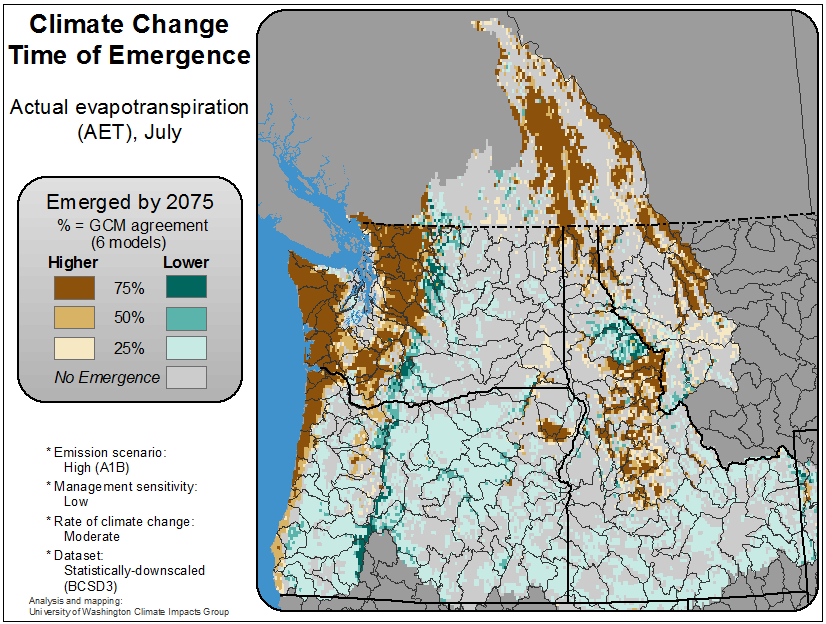 Climate Change
Time of Emergence
Actual evapotranspiration
(AET), July
Emerged by 2075
% = GCM agreement
(6 models)
Higher Lower
75%
50%
25%
No Emergence
* Emission scenario:
High (A1B)
* Management sensitivity:
Low
* Rate of climate change:
Moderate
* Dataset:
Statistically-downscaled
(BCSD3)
Analysis and mapping:
University of Washington Climate Impacts Group